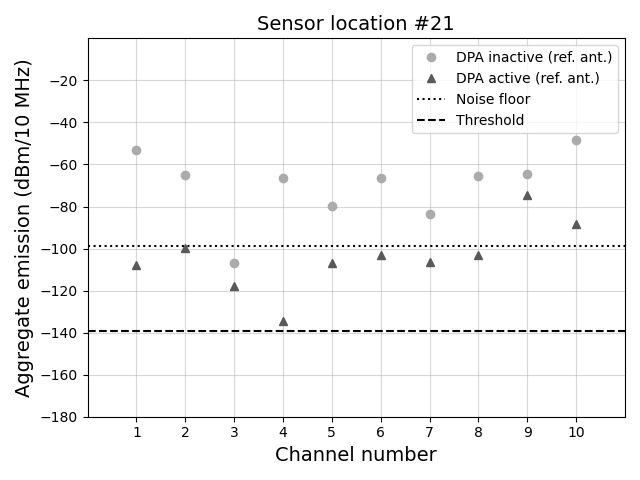 Sensor location #21
DPA inactive (ref. ant.)
DPA active (ref. ant.)
Noise floor
Threshold
Aggregate emission (dBm/10 MHz)
−20
−40
−60
−80
−100
−120
−140
−160
−180
1 2 3 4 5 6 7 8 9 10
Channel number